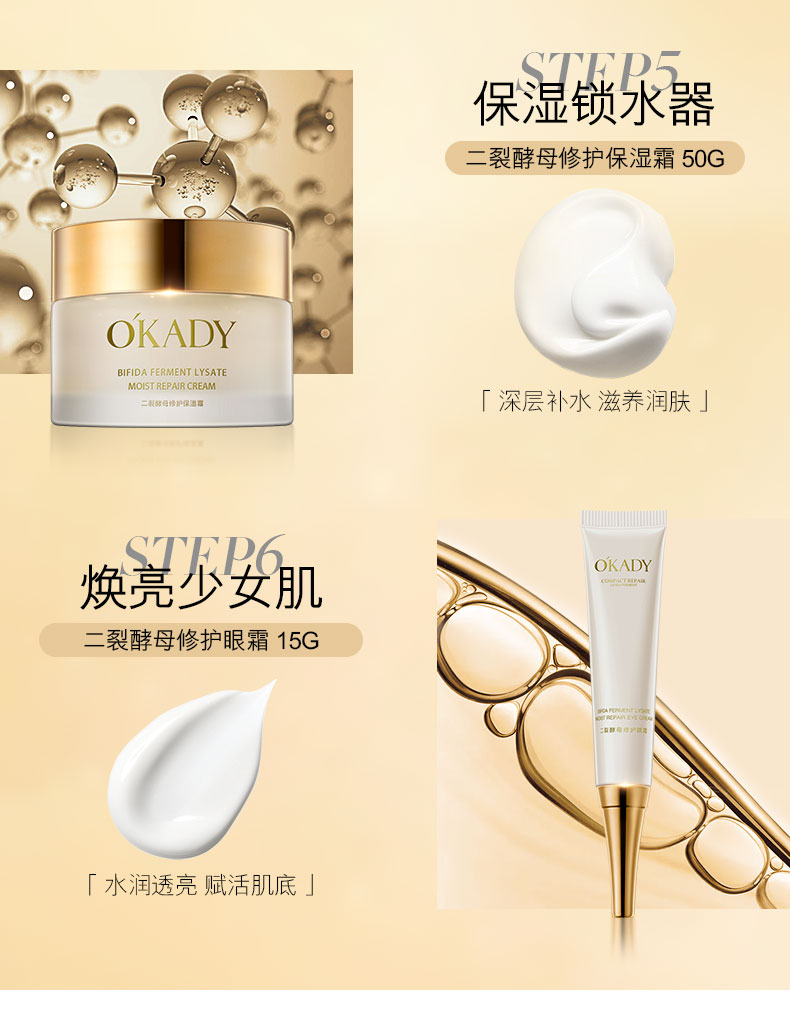 STEP5
保湿锁水器
二裂酵母修护保湿霜 50G
O'KADY
BIFIDA FERMENT LYSATE
MOIST REPAIR CREAM
二裂酵母修护保湿霜
「 深层补水 滋养润肤 」
STEP6
焕亮少女肌
二裂酵母修护眼霜 15G
「 水润透亮 赋活肌底 」
O'KADY
COMPACT REPAIR
BIFIDA FERMENT LYSATE
MOIST REPAIR EYE CREAM
二裂酵母修护眼霜